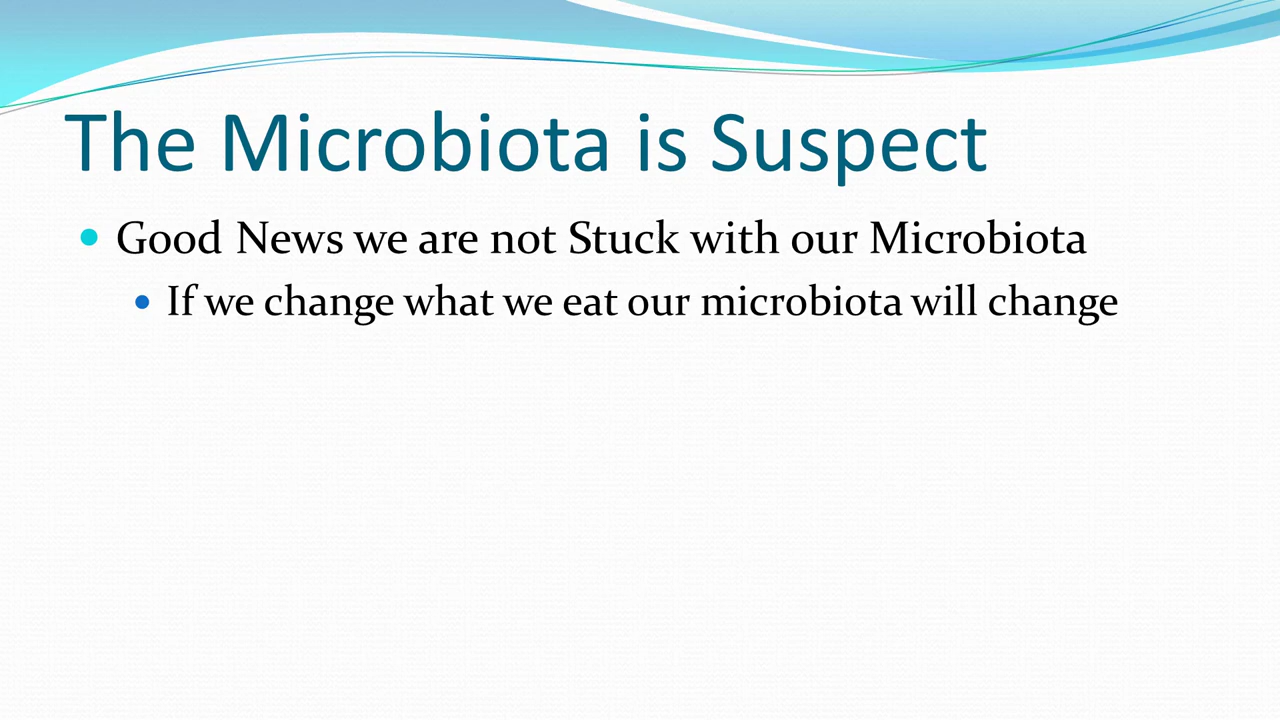 The Microbiota is Suspect
Good News we are not Stuck with our Microbiota
If we change what we eat our microbiota will change